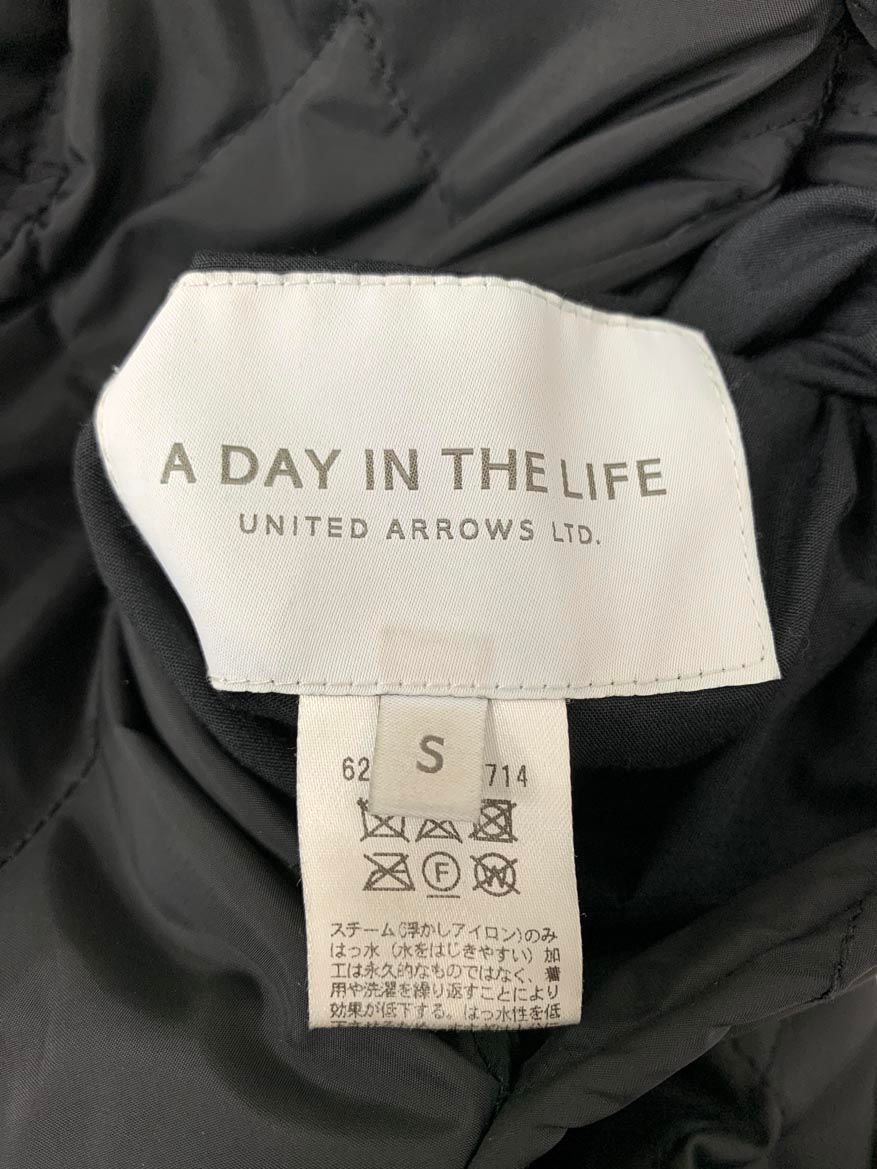 A DAY IN THE LIFE
UNITED ARROWS LTD.
S
62 714
F W
スチーム(浮かしアイロン)のみ
はっ水(水をはじきやすい)加
工は永久的なものではなく、着
用や洗濯を繰り返すことにより
効果が低下する。はっ水性を低